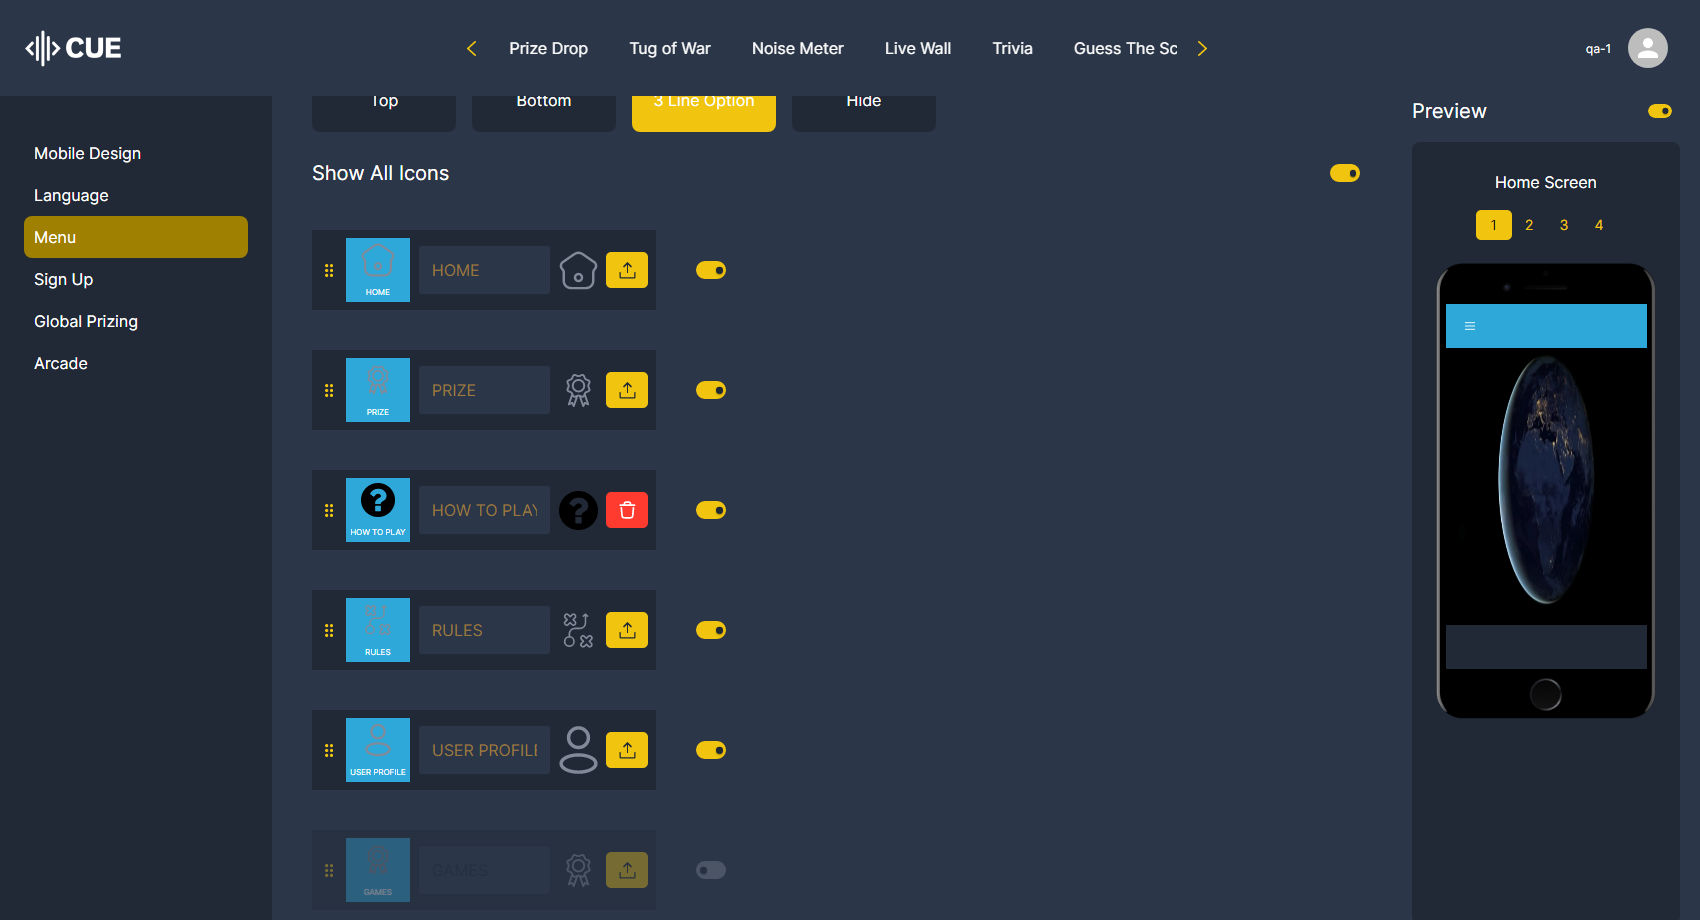 CUE
Prize Drop
Tug of War
Noise Meter
Live Wall
Trivia
Guess The Sc
qa-1
Mobile Design
Language
Menu
Sign Up
Global Prizing
Arcade
Top
Bottom
3 Line Option
Hide
Show All Icons
HOME
HOME
PRIZE
PRIZE
HOW TO PLAY
HOW TO PLAY
RULES
RULES
USER PROFILE
USER PROFILE
GAMES
GAMES
Preview
Home Screen
1 2 3 4